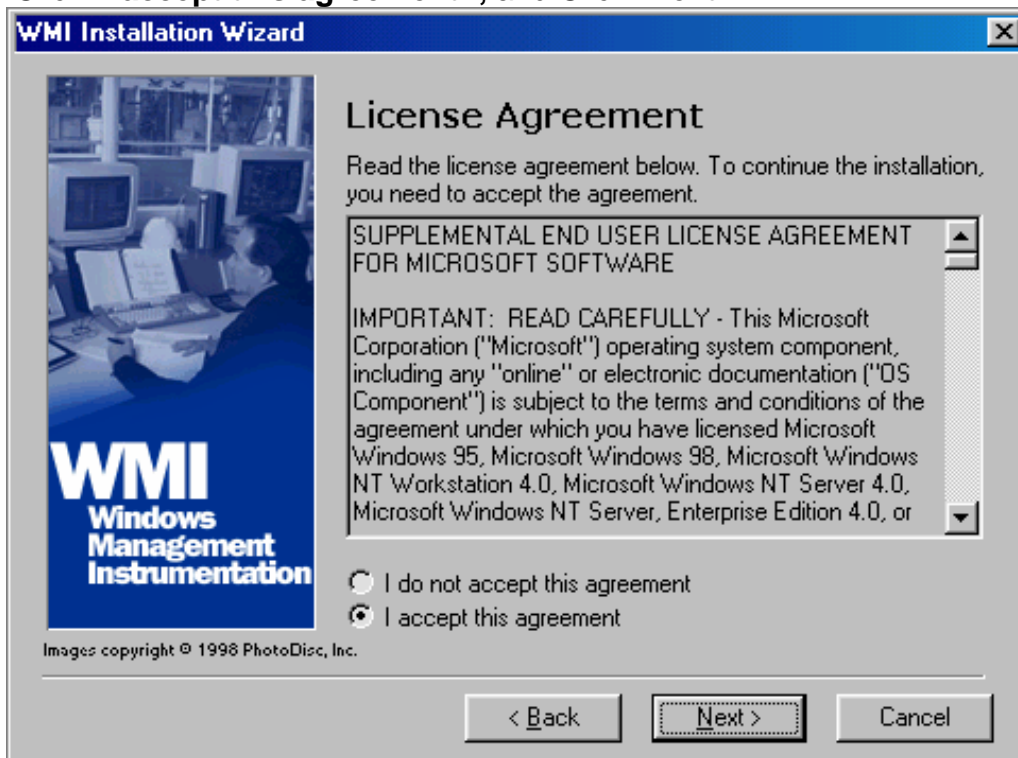 WMI Installation Wizard
License Agreement
Read the license agreement below. To continue the installation,
you need to accept the agreement.
SUPPLEMENTAL END USER LICENSE AGREEMENT
FOR MICROSOFT SOFTWARE
IMPORTANT: READ CAREFULLY - This Microsoft
Corporation ("Microsoft") operating system component,
including any "online" or electronic documentation ("OS
Component") is subject to the terms and conditions of the
agreement under which you have licensed Microsoft
Windows 95, Microsoft Windows 98, Microsoft Windows
NT Workstation 4.0, Microsoft Windows NT Server 4.0,
Microsoft Windows NT Server, Enterprise Edition 4.0, or
WMI
Windows
Management
Instrumentation
I do not accept this agreement
I accept this agreement
Images copyright © 1998 PhotoDisc, Inc.
< Back
Next >
Cancel